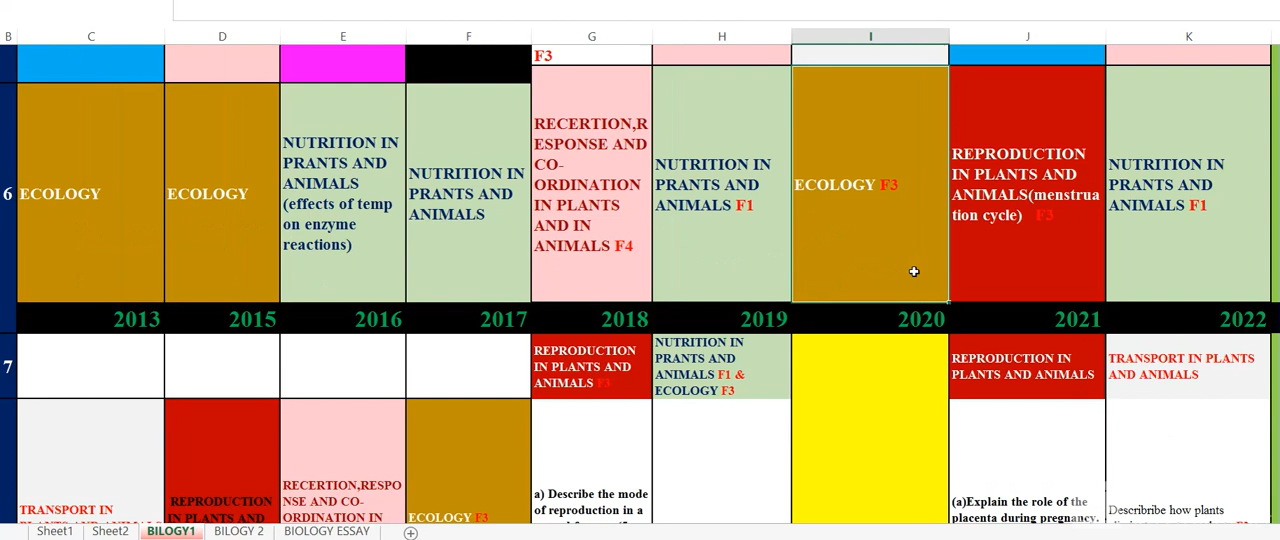 B C D E F G H I J K
F3
6
ECOLOGY
ECOLOGY
NUTRITION IN
PRANTS AND
ANIMALS
(effects of temp
on enzyme
reactions)
NUTRITION IN
PRANTS AND
ANIMALS
RECERTION,R
ESPONSE AND
CO-
ORDINATION
IN PLANTS
AND IN
ANIMALS F4
NUTRITION IN
PRANTS AND
ANIMALS F1
ECOLOGY F3
REPRODUCTION
IN PLANTS AND
ANIMALS(menstrua
tion cycle) F3
NUTRITION IN
PRANTS AND
ANIMALS F1
2013 2015 2016 2017 2018 2019 2020 2021 2022
7
REPRODUCTION
IN PLANTS AND
ANIMALS F3
NUTRITION IN
PRANTS AND
ANIMALS F1 &
ECOLOGY F3
REPRODUCTION IN
PLANTS AND ANIMALS
TRANSPORT IN PLANTS
AND ANIMALS
TRANSPORT IN
PLANTS AND ANIMALS
REPRODUCTION
IN PLANTS AND
RECERTION,RESPO
NSE AND CO-
ORDINATION IN
ECOLOGY F3
a) Describe the mode
of reproduction in a
(a)Explain the role of the
placenta during pregnancy.
Describribe how plants
Sheet1 Sheet2 BILOGY1 BILOGY 2 BIOLOGY ESSAY